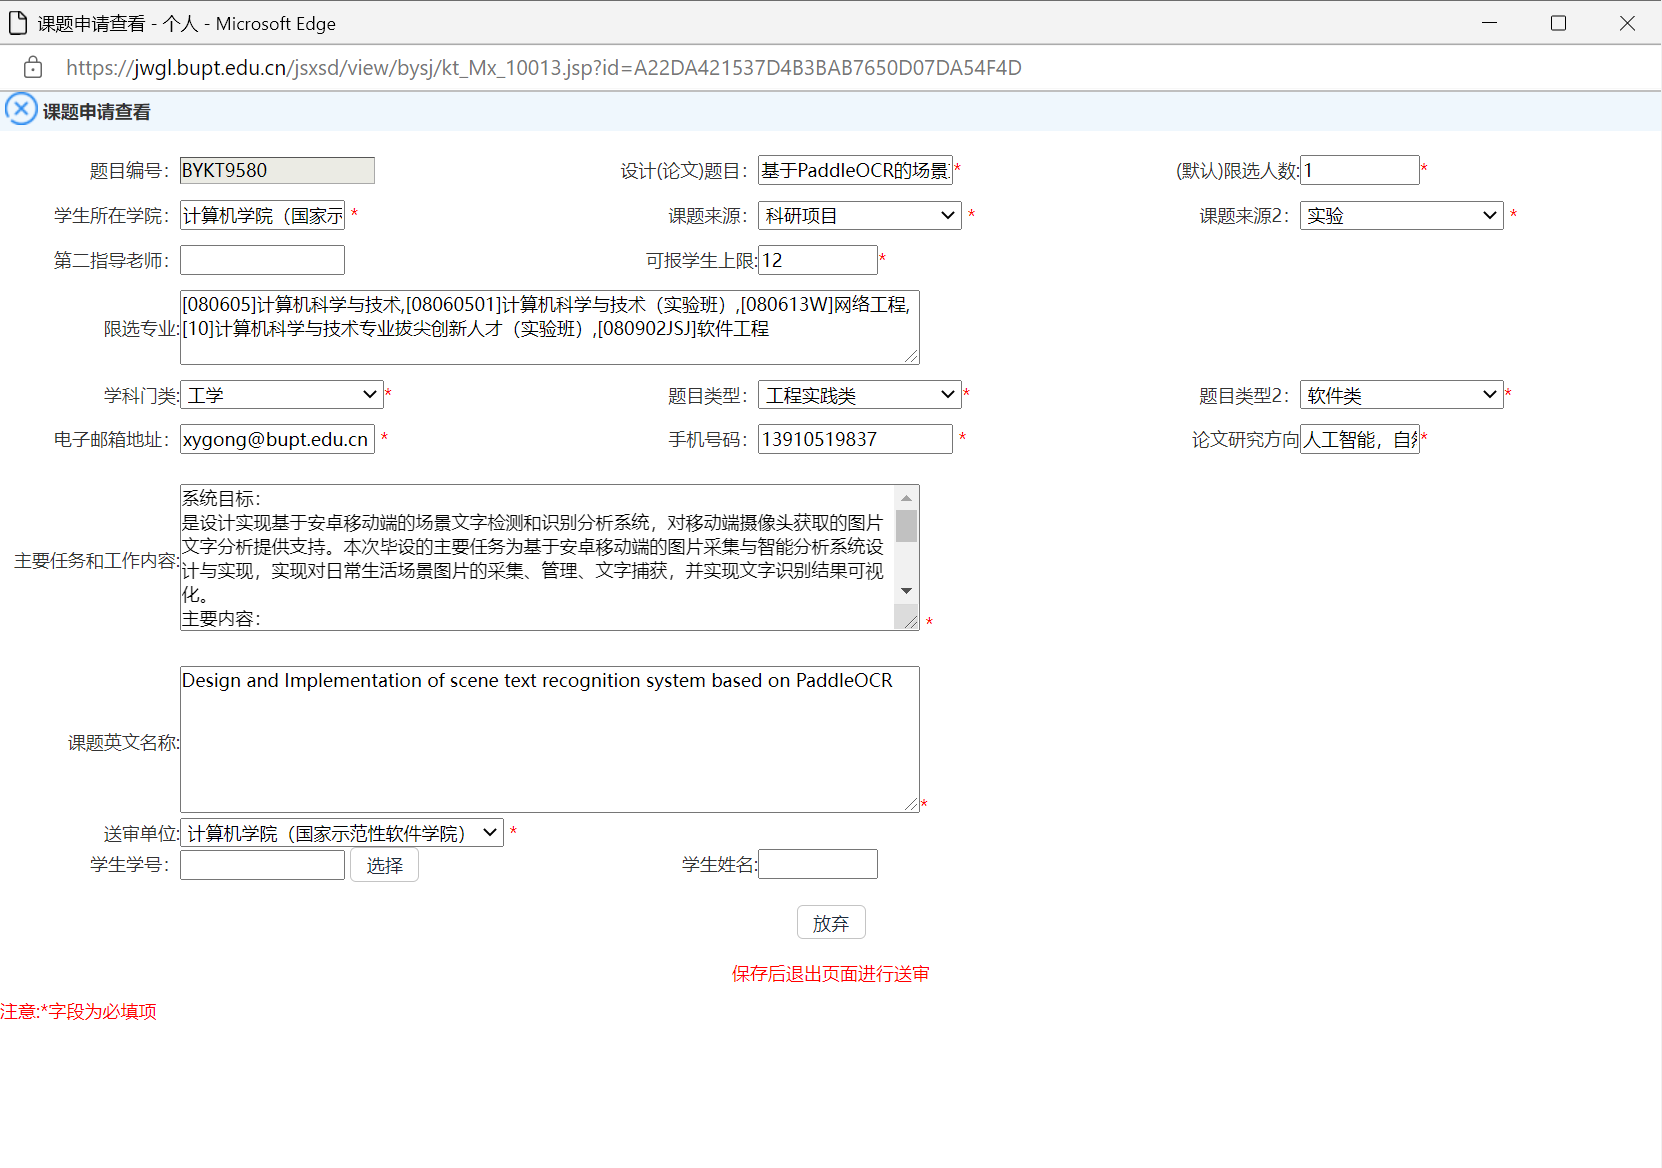 课题申请查看 - 个人 - Microsoft Edge
https://jwgl.bupt.edu.cn/jsxsd/view/bysj/kt_Mx_10013.jsp?id=A22DA421537D4B3BAB7650D07DA54F4D
课题申请查看
题目编号: BYKT9580 设计(论文)题目: 基于PaddleOCR的场景 * (默认)限选人数: 1 *
学生所在学院: 计算机学院（国家示 * 课题来源: 科研项目 * 课题来源2: 实验 *
第二指导老师: 可报学生上限: 12 *
限选专业: [080605]计算机科学与技术,[08060501]计算机科学与技术（实验班）,[080613W]网络工程,
[10]计算机科学与技术专业拔尖创新人才（实验班）,[080902JSJ]软件工程
学科门类: 工学 * 题目类型: 工程实践类 * 题目类型2: 软件类 *
电子邮箱地址: xygong@bupt.edu.cn * 手机号码: 13910519837 * 论文研究方向 人工智能，自 *
系统目标：
是设计实现基于安卓移动端的场景文字检测和识别分析系统，对移动端摄像头获取的图片
文字分析提供支持。本次毕设的主要任务为基于安卓移动端的图片采集与智能分析系统设
主要任务和工作内容: 计与实现，实现对日常生活场景图片的采集、管理、文字捕获，并实现文字识别结果可视
化。
主要内容： *
Design and Implementation of scene text recognition system based on PaddleOCR
课题英文名称: *
送审单位: 计算机学院（国家示范性软件学院） *
学生学号: 选择 学生姓名:
放弃
保存后退出页面进行送审
注意:*字段为必填项